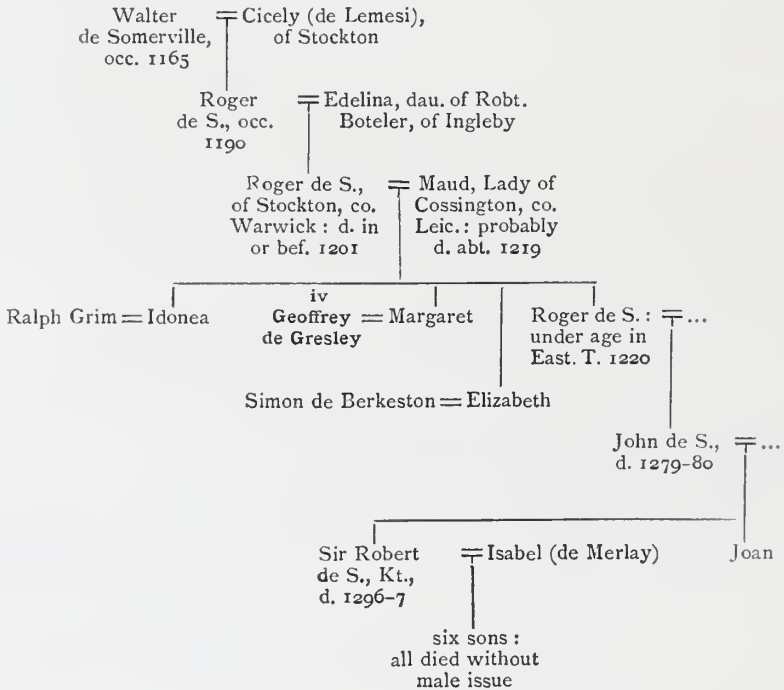 Walter = Cicely (de Lemesi),
de Somerville, of Stockton
occ. 1165
Roger = Edelina, dau. of Robt.
de S., occ. Boteler, of Ingleby
1190
Roger de S., = Maud, Lady of
of Stockton, co. Cossington, co.
Warwick : d. in Leic.: probably
or bef. 1201 d. abt. 1219
iv
Ralph Grim = Idonea Geoffrey = Margaret Roger de S. : = ...
de Gresley under age in
East. T. 1220
Simon de Berkeston = Elizabeth
John de S., = ...
d. 1279-80
Sir Robert = Isabel (de Merlay) Joan
de S., Kt.,
d. 1296-7
six sons :
all died without
male issue